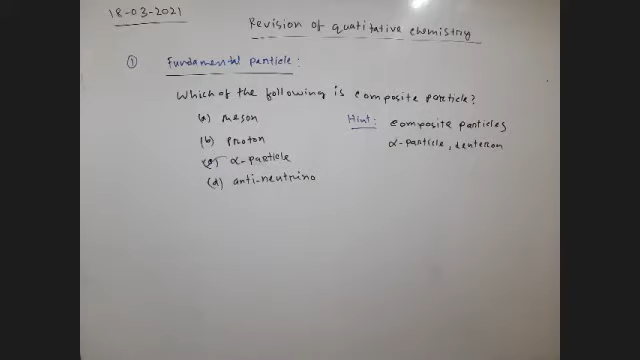 18-03-2021
Revision of quatitative chemistry
① Fundamental particle:
Which of the following is composite particle?
(a) Meson
(b) Proton
(c) α-particle
(d) anti-neutrino
Hint: composite particles
α-particle, deuteron